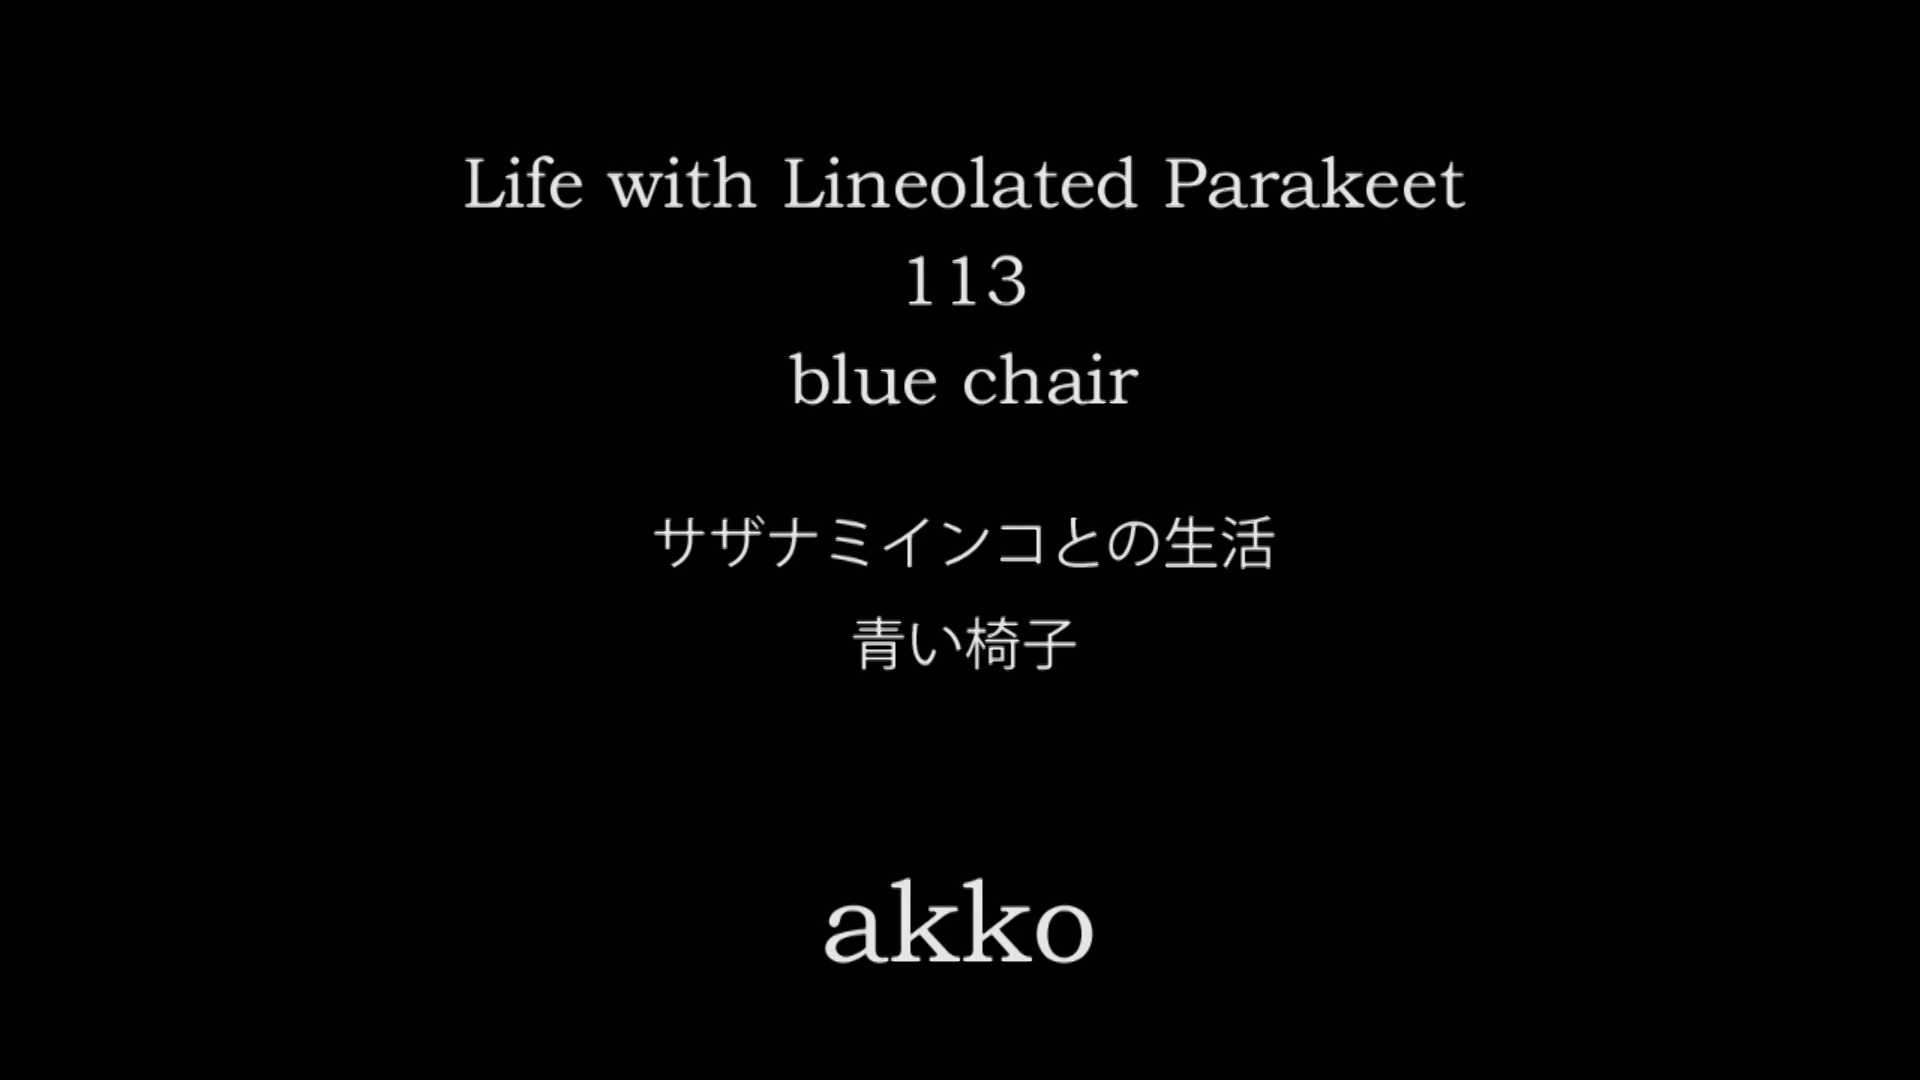 Life with Lineolated Parakeet
113
blue chair
サザナミインコとの生活
青い椅子
akko